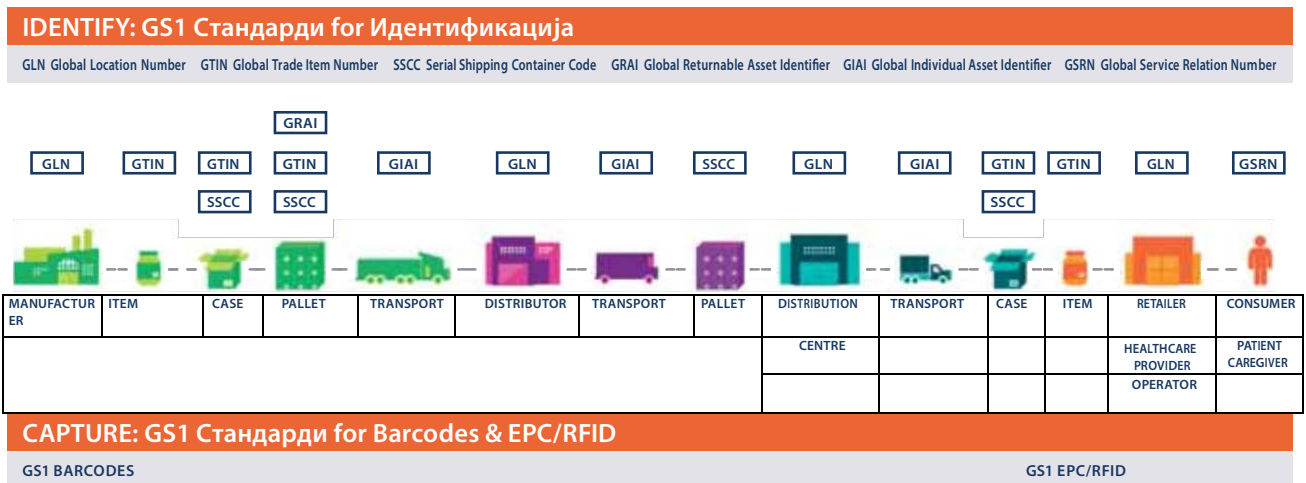 IDENTIFY: GS1 Стандарди for Идентификација
GLN Global Location Number GTIN Global Trade Item Number SSCC Serial Shipping Container Code GRAI Global Returnable Asset Identifier GIAI Global Individual Asset Identifier GSRN Global Service Relation Number
GRAI
GLN GTIN GTIN GTIN GIAI GLN GIAI SSCC GLN GIAI GTIN GTIN GLN GSRN
SSCC SSCC SSCC
MANUFACTUR ITEM CASE PALLET TRANSPORT DISTRIBUTOR TRANSPORT PALLET DISTRIBUTION TRANSPORT CASE ITEM RETAILER CONSUMER
ER
CENTRE HEALTHCARE PATIENT
PROVIDER CAREGIVER
OPERATOR
CAPTURE: GS1 Стандарди for Barcodes & EPC/RFID
GS1 BARCODES GS1 EPC/RFID